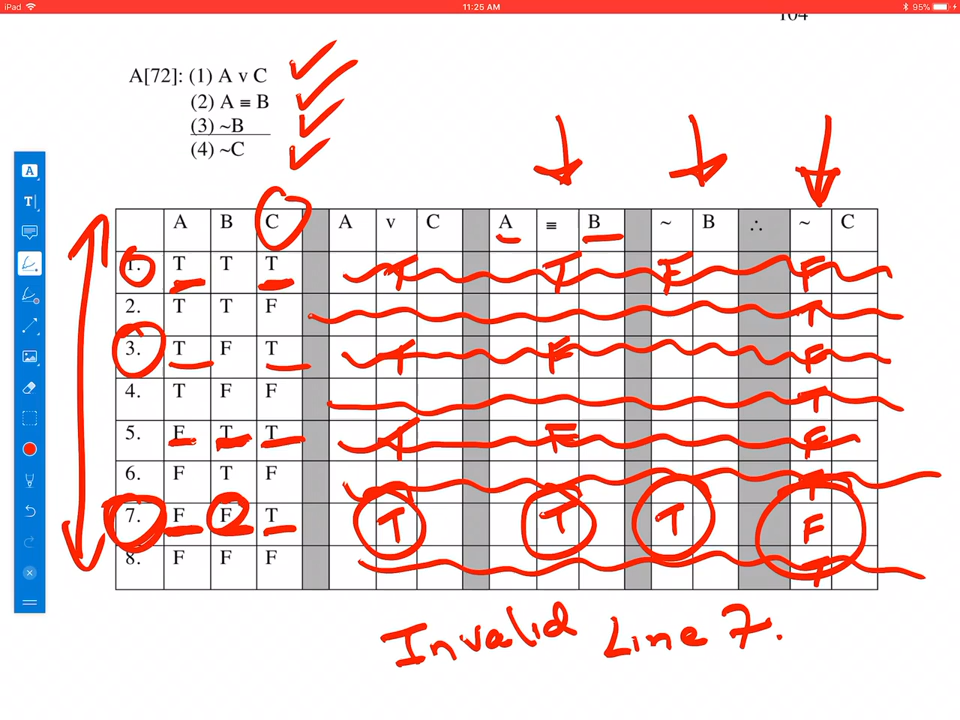 iPad 11:25 AM 95%
104
A[72]: (1) A v C
(2) A ≡ B
(3) ~B
(4) ~C
A B C A v C A ≡ B ~ B ∴ ~ C
1. T T T T T F F
2. T T F T
3. T F T T F F
4. T F F T
5. F T T T F F
6. F T F T
7. F F T T T T F
8. F F F T
Invalid Line 7.